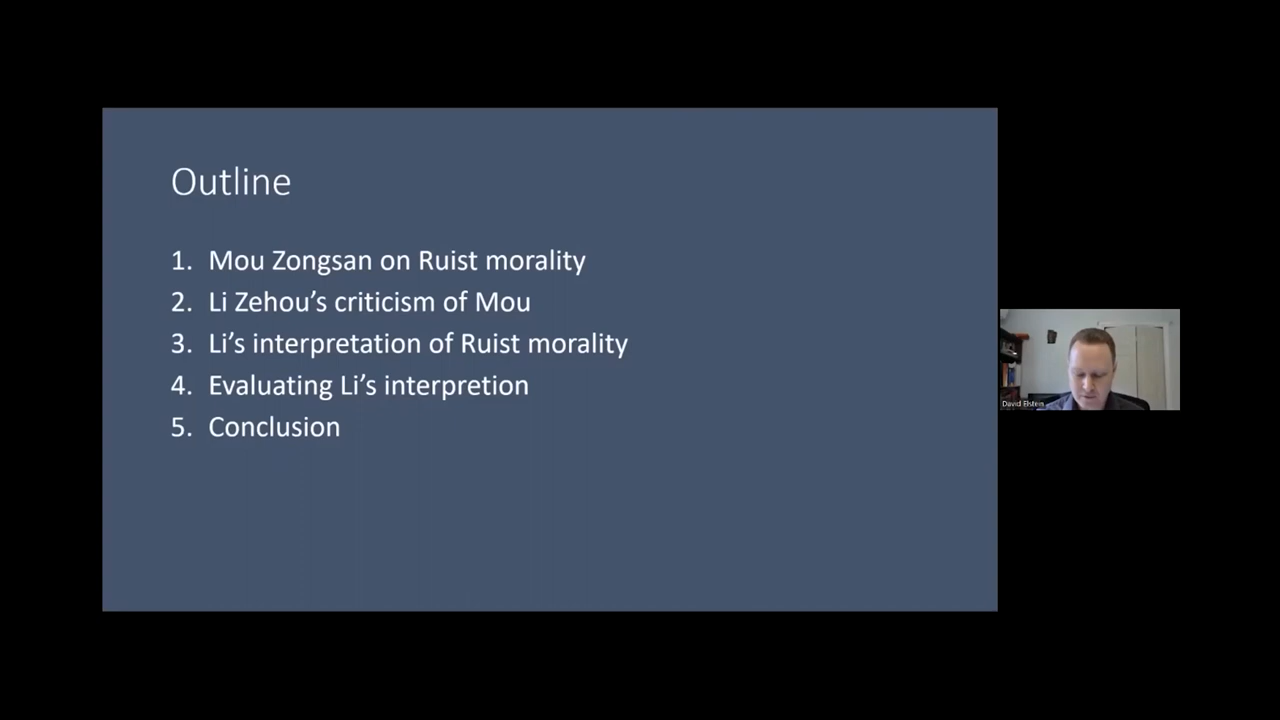 Outline
1. Mou Zongsan on Ruist morality
2. Li Zehou’s criticism of Mou
3. Li’s interpretation of Ruist morality
4. Evaluating Li’s interpretion
5. Conclusion
David Elstein